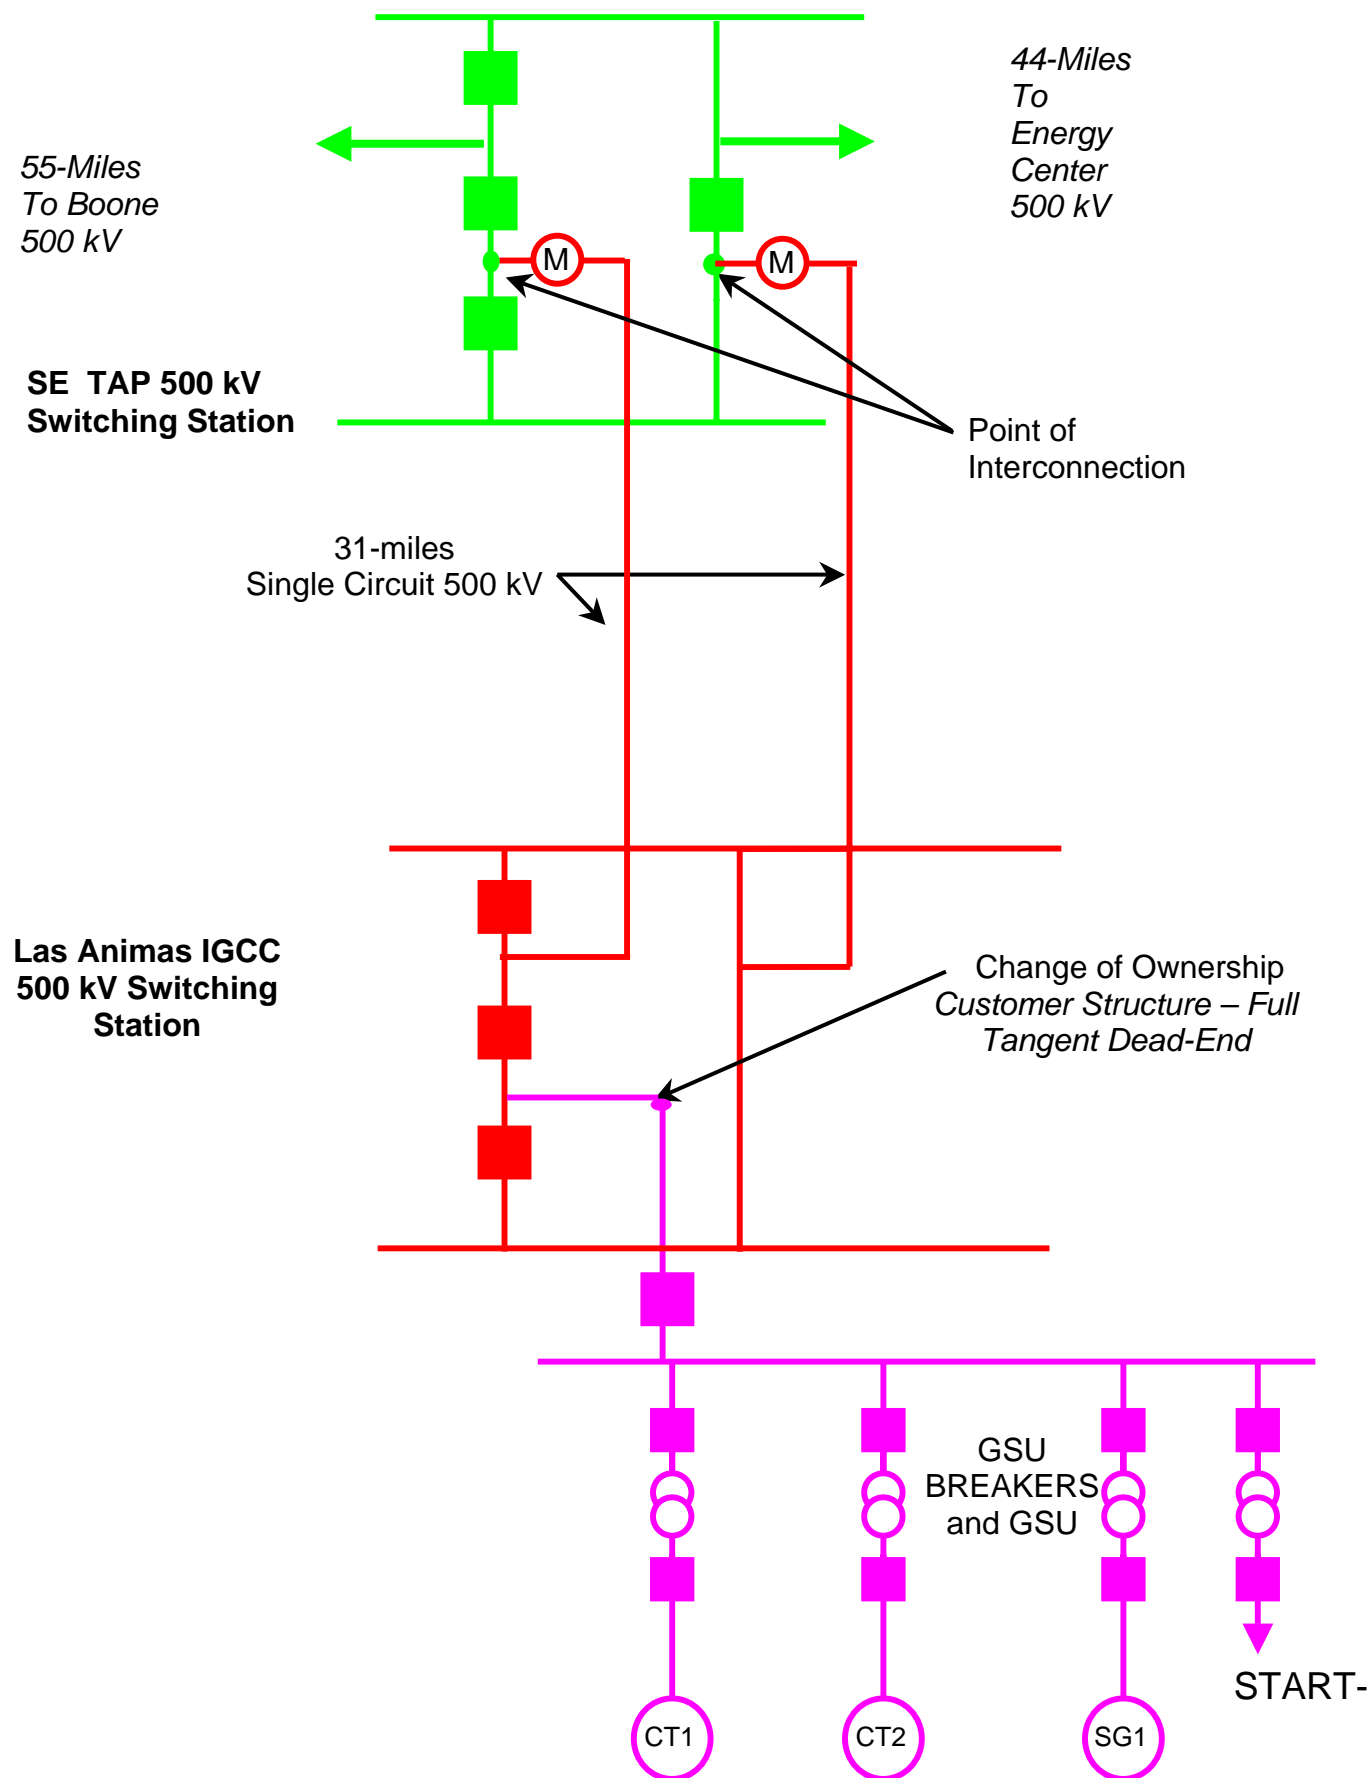 44-Miles
To
Energy
Center
500 kV
55-Miles
To Boone
500 kV
M
M
SE TAP 500 kV
Switching Station
Point of
Interconnection
31-miles
Single Circuit 500 kV
Las Animas IGCC
500 kV Switching
Station
Change of Ownership
Customer Structure – Full
Tangent Dead-End
GSU
BREAKERS
and GSU
START-
CT1
CT2
SG1